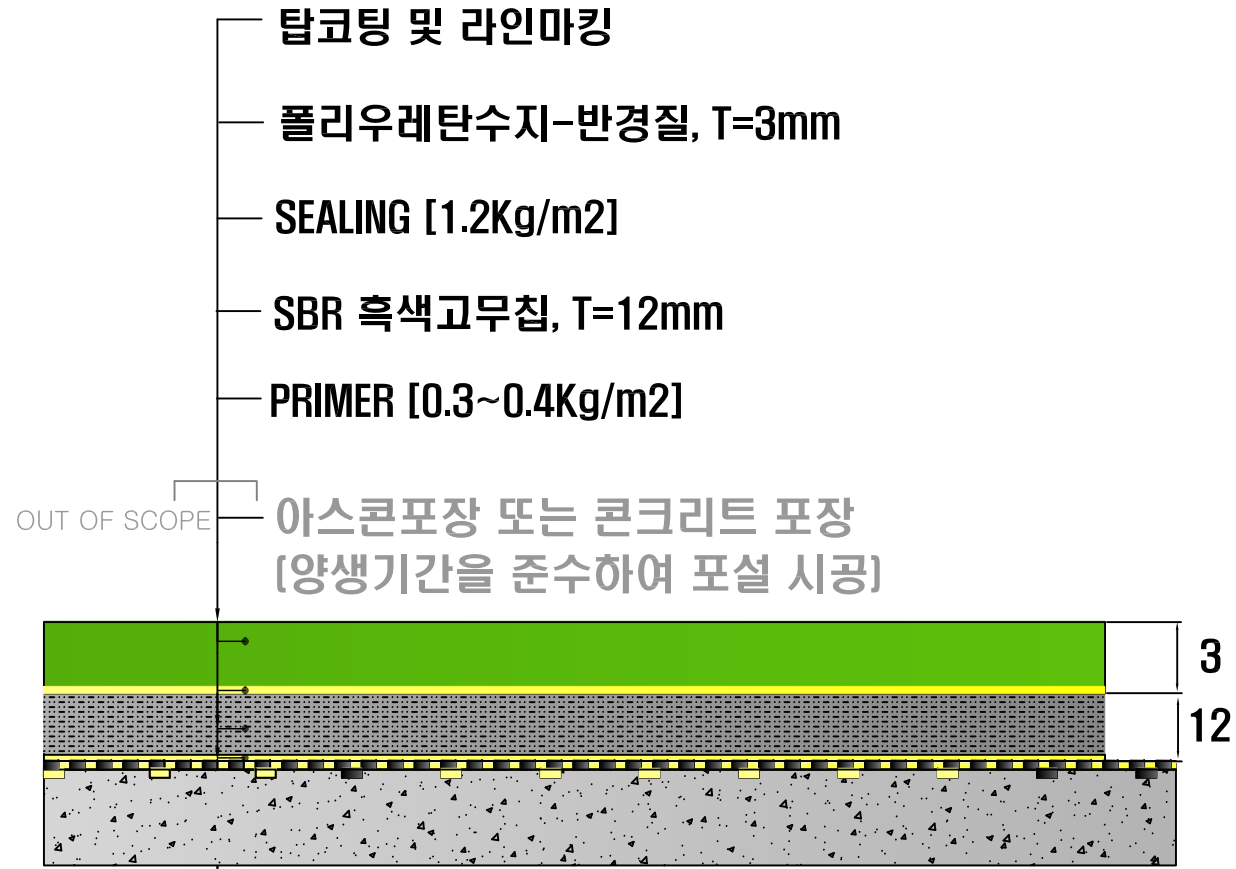 탑코팅 및 라인마킹
폴리우레탄수지-반경질, T=3mm
SEALING [1.2Kg/m2]
SBR 흑색고무칩, T=12mm
PRIMER [0.3~0.4Kg/m2]
OUT OF SCOPE
아스콘포장 또는 콘크리트 포장
[양생기간을 준수하여 포설 시공]
3
12